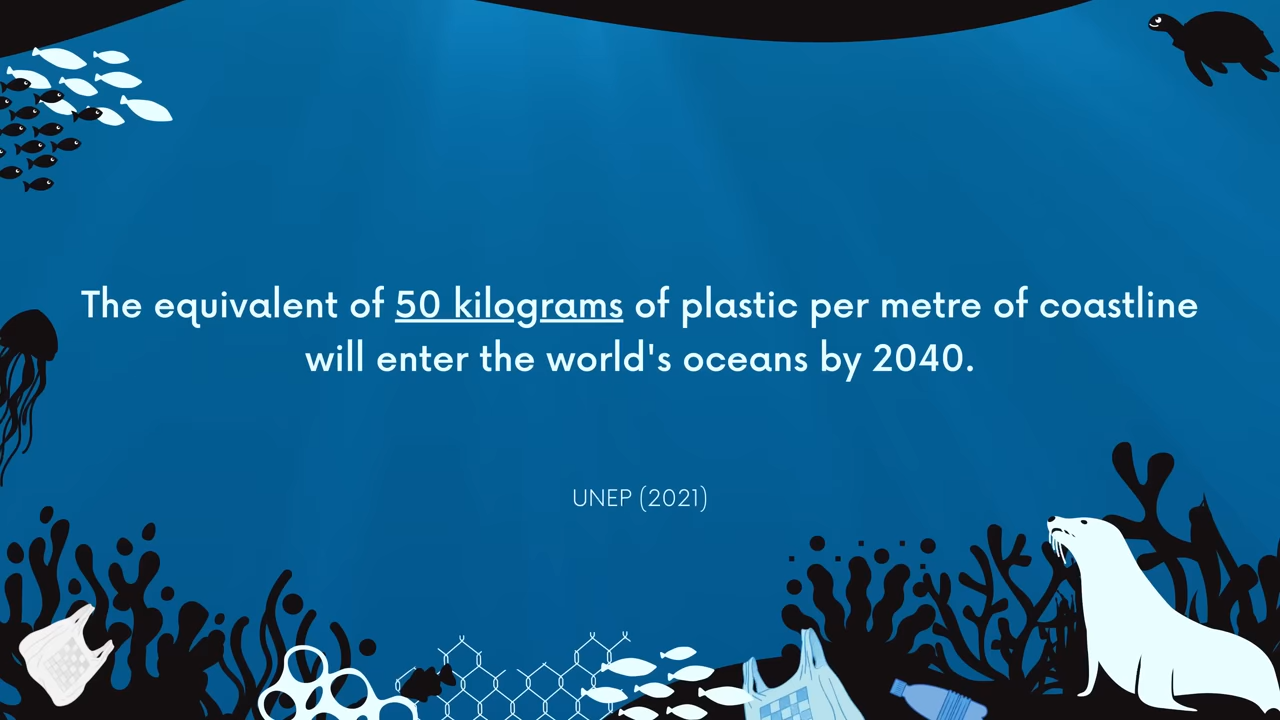 The equivalent of 50 kilograms of plastic per metre of coastline
will enter the world's oceans by 2040.
UNEP (2021)